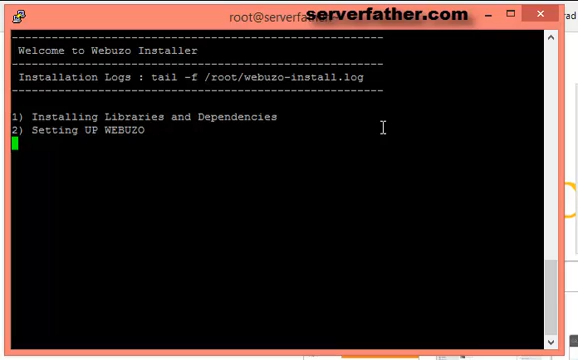 root@serverfather
serverfather.com
rad
--------------------------------------------------------
Welcome to Webuzo Installer
--------------------------------------------------------
Installation Logs : tail -f /root/webuzo-install.log
--------------------------------------------------------
1) Installing Libraries and Dependencies
2) Setting UP WEBUZO